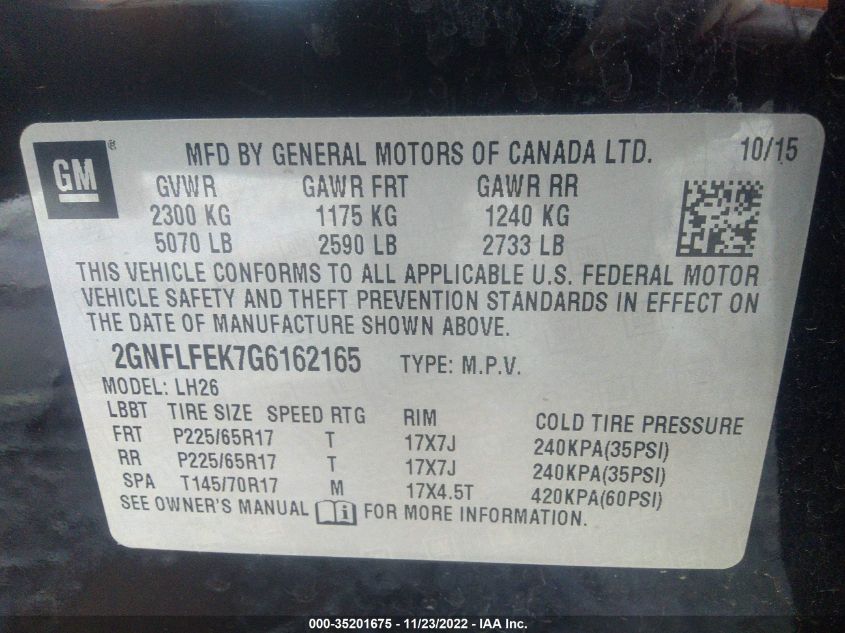 GM ® MFD BY GENERAL MOTORS OF CANADA LTD. 10/15
GVWR GAWR FRT GAWR RR
2300 KG 1175 KG 1240 KG
5070 LB 2590 LB 2733 LB
THIS VEHICLE CONFORMS TO ALL APPLICABLE U.S. FEDERAL MOTOR
VEHICLE SAFETY AND THEFT PREVENTION STANDARDS IN EFFECT ON
THE DATE OF MANUFACTURE SHOWN ABOVE.
2GNFLFEK7G6162165 TYPE: M.P.V.
MODEL: LH26
LBBT TIRE SIZE SPEED RTG RIM COLD TIRE PRESSURE
FRT P225/65R17 T 17X7J 240KPA(35PSI)
RR P225/65R17 T 17X7J 240KPA(35PSI)
SPA T145/70R17 M 17X4.5T 420KPA(60PSI)
SEE OWNER'S MANUAL i FOR MORE INFORMATION.
000-35201675 - 11/23/2022 - IAA Inc.